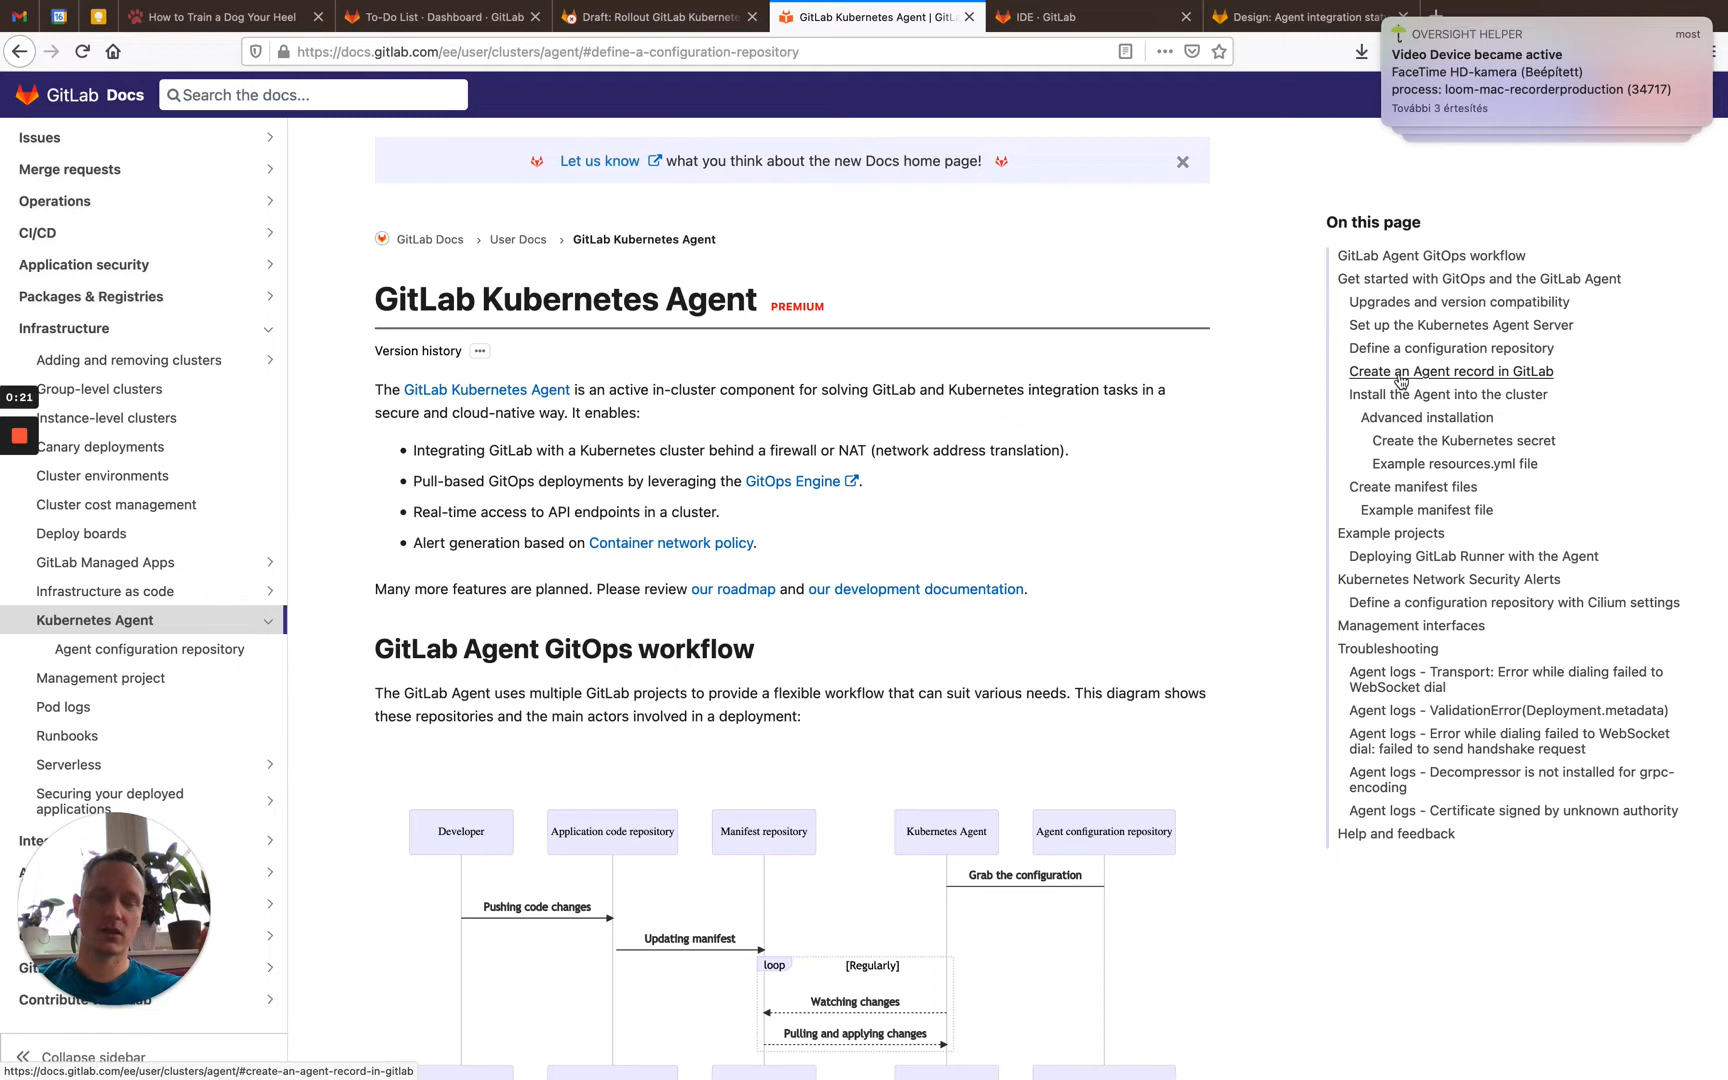 How to Train a Dog Your Heel
To-Do List · Dashboard · GitLab
Draft: Rollout GitLab Kubernete
GitLab Kubernetes Agent | GitLa
IDE · GitLab
Design: Agent integration stat
https://docs.gitlab.com/ee/user/clusters/agent/#define-a-configuration-repository
OVERSIGHT HELPER
most
Video Device became active
FaceTime HD-kamera (Beépített)
process: loom-mac-recorderproduction (34717)
További 3 értesítés
GitLab Docs
Search the docs...
Issues
Merge requests
Operations
CI/CD
Application security
Packages & Registries
Infrastructure
Adding and removing clusters
Group-level clusters
Instance-level clusters
Canary deployments
Cluster environments
Cluster cost management
Deploy boards
GitLab Managed Apps
Infrastructure as code
Kubernetes Agent
Agent configuration repository
Management project
Pod logs
Runbooks
Serverless
Securing your deployed
applications
Contribute
Collapse sidebar
https://docs.gitlab.com/ee/user/clusters/agent/#create-an-agent-record-in-gitlab
0:21
Let us know what you think about the new Docs home page!
GitLab Docs › User Docs › GitLab Kubernetes Agent
GitLab Kubernetes Agent PREMIUM
Version history
The GitLab Kubernetes Agent is an active in-cluster component for solving GitLab and Kubernetes integration tasks in a
secure and cloud-native way. It enables:
• Integrating GitLab with a Kubernetes cluster behind a firewall or NAT (network address translation).
• Pull-based GitOps deployments by leveraging the GitOps Engine.
• Real-time access to API endpoints in a cluster.
• Alert generation based on Container network policy.
Many more features are planned. Please review our roadmap and our development documentation.
GitLab Agent GitOps workflow
The GitLab Agent uses multiple GitLab projects to provide a flexible workflow that can suit various needs. This diagram shows
these repositories and the main actors involved in a deployment:
Developer
Application code repository
Manifest repository
Kubernetes Agent
Agent configuration repository
Grab the configuration
Pushing code changes
Updating manifest
loop
[Regularly]
Watching changes
Pulling and applying changes
On this page
GitLab Agent GitOps workflow
Get started with GitOps and the GitLab Agent
Upgrades and version compatibility
Set up the Kubernetes Agent Server
Define a configuration repository
Create an Agent record in GitLab
Install the Agent into the cluster
Advanced installation
Create the Kubernetes secret
Example resources.yml file
Create manifest files
Example manifest file
Example projects
Deploying GitLab Runner with the Agent
Kubernetes Network Security Alerts
Define a configuration repository with Cilium settings
Management interfaces
Troubleshooting
Agent logs - Transport: Error while dialing failed to
WebSocket dial
Agent logs - ValidationError(Deployment.metadata)
Agent logs - Error while dialing failed to WebSocket
dial: failed to send handshake request
Agent logs - Decompressor is not installed for grpc-
encoding
Agent logs - Certificate signed by unknown authority
Help and feedback